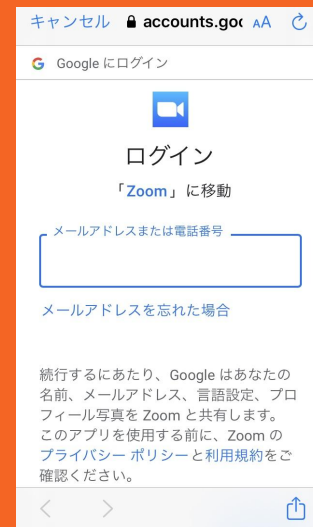 キャンセル accounts.goo AA
Google にログイン
ログイン
「Zoom」に移動
メールアドレスまたは電話番号
メールアドレスを忘れた場合
続行するにあたり、Google はあなたの
名前、メールアドレス、言語設定、プロ
フィール写真を Zoom と共有します。
このアプリを使用する前に、Zoom の
プライバシー ポリシーと利用規約をご
確認ください。